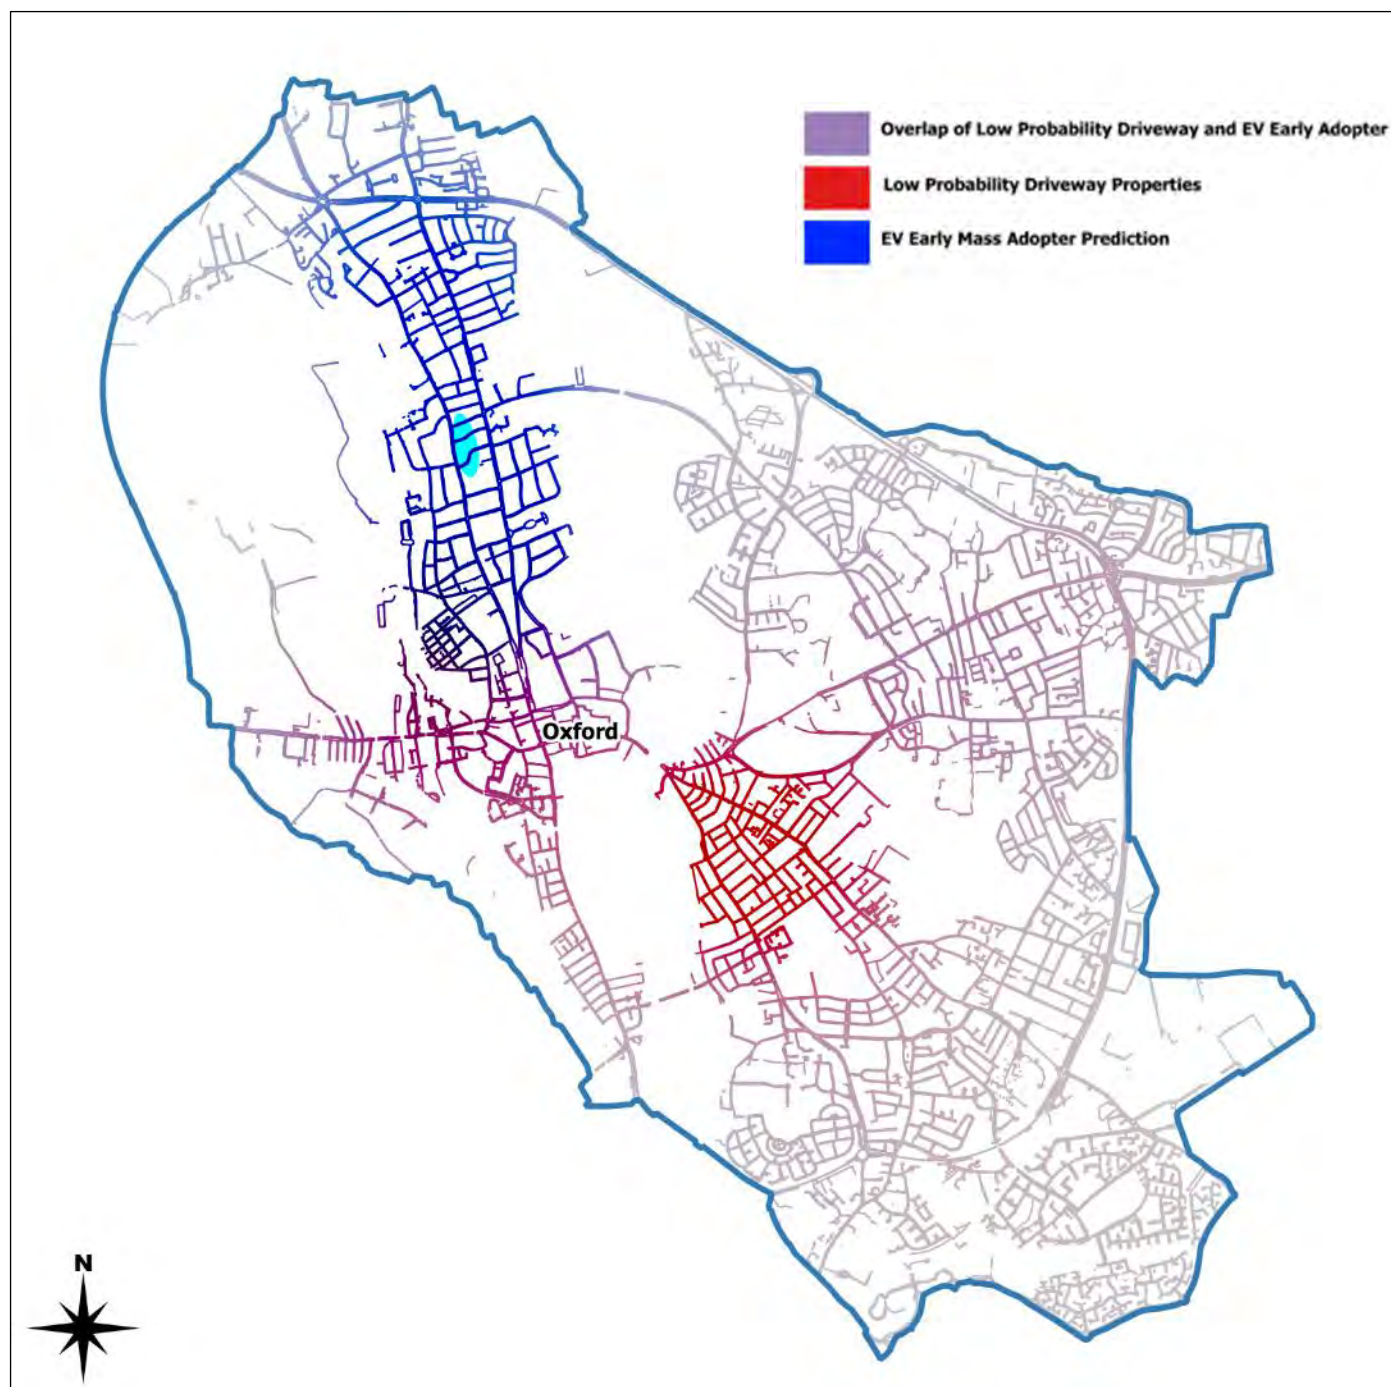 Overlap of Low Probability Driveway and EV Early Adopter
Low Probability Driveway Properties
EV Early Mass Adopter Prediction
Oxford
N